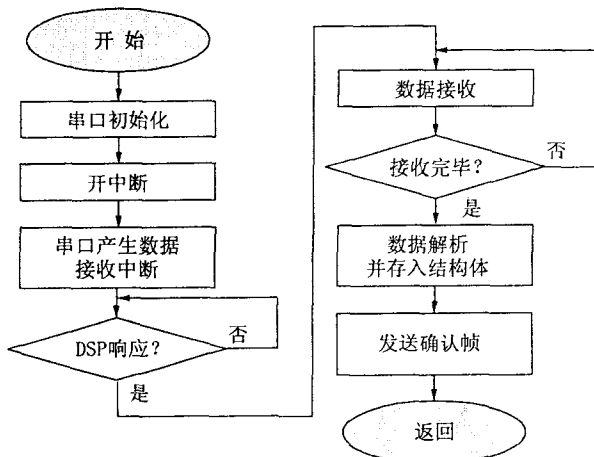 开 始
串口初始化
开中断
串口产生数据
接收中断
DSP响应?
否
是
数据接收
接收完毕?
否
是
数据解析
并存入结构体
发送确认帧
返回